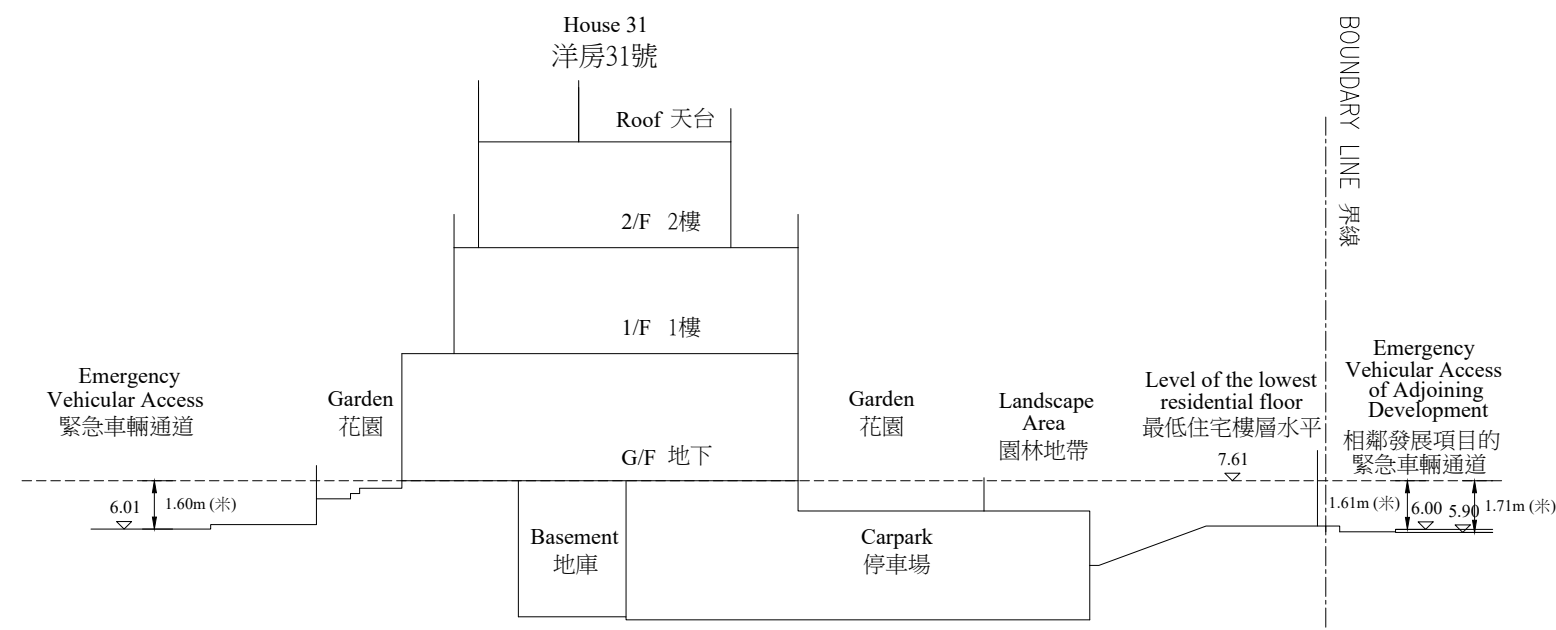 House 31
洋房31號
BOUNDARY LINE 界線
Roof 天台
2/F 2樓
1/F 1樓
G/F 地下
Emergency
Vehicular Access
緊急車輛通道
Garden
花園
Garden
花園
Landscape
Area
園林地帶
Level of the lowest
residential floor
最低住宅樓層水平
7.61
Emergency
Vehicular Access
of Adjoining
Development
相鄰發展項目的
緊急車輛通道
6.01
1.60m (米)
1.61m (米)
6.00
5.90
1.71m (米)
Basement
地庫
Carpark
停車場